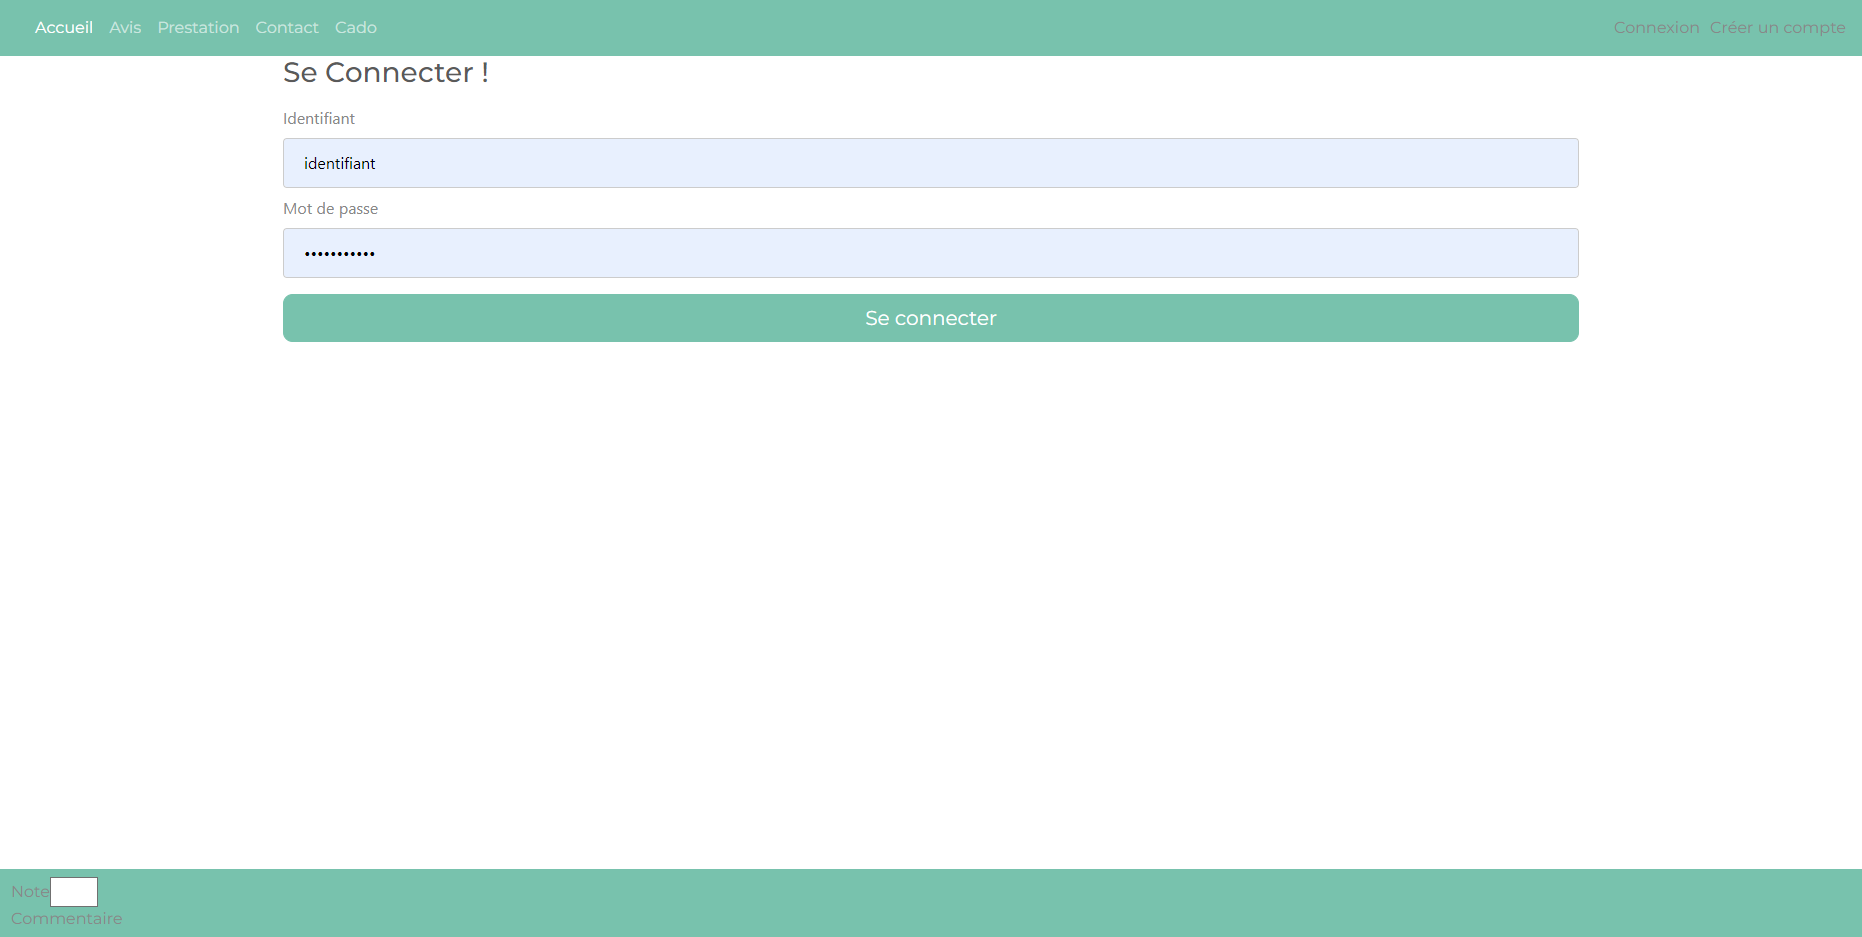 Accueil Avis Prestation Contact Cado Connexion Créer un compte
Se Connecter !
Identifiant
identifiant
Mot de passe
•••••••••••
Se connecter
Note
Commentaire